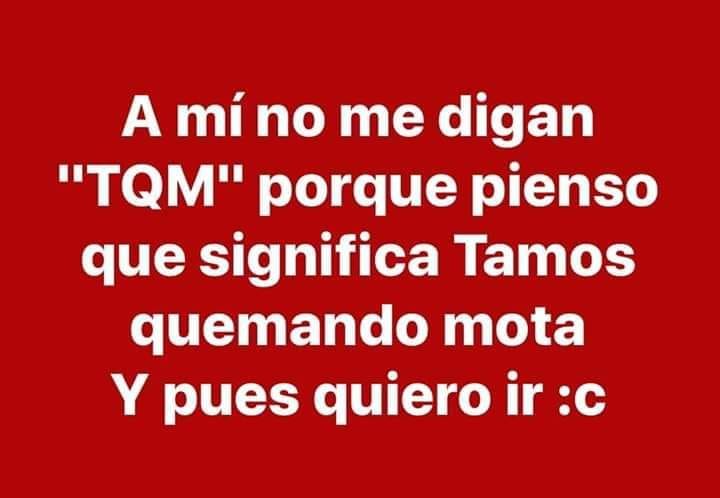 A mí no me digan
"TQM" porque pienso
que significa Tamos
quemando mota
Y pues quiero ir :c